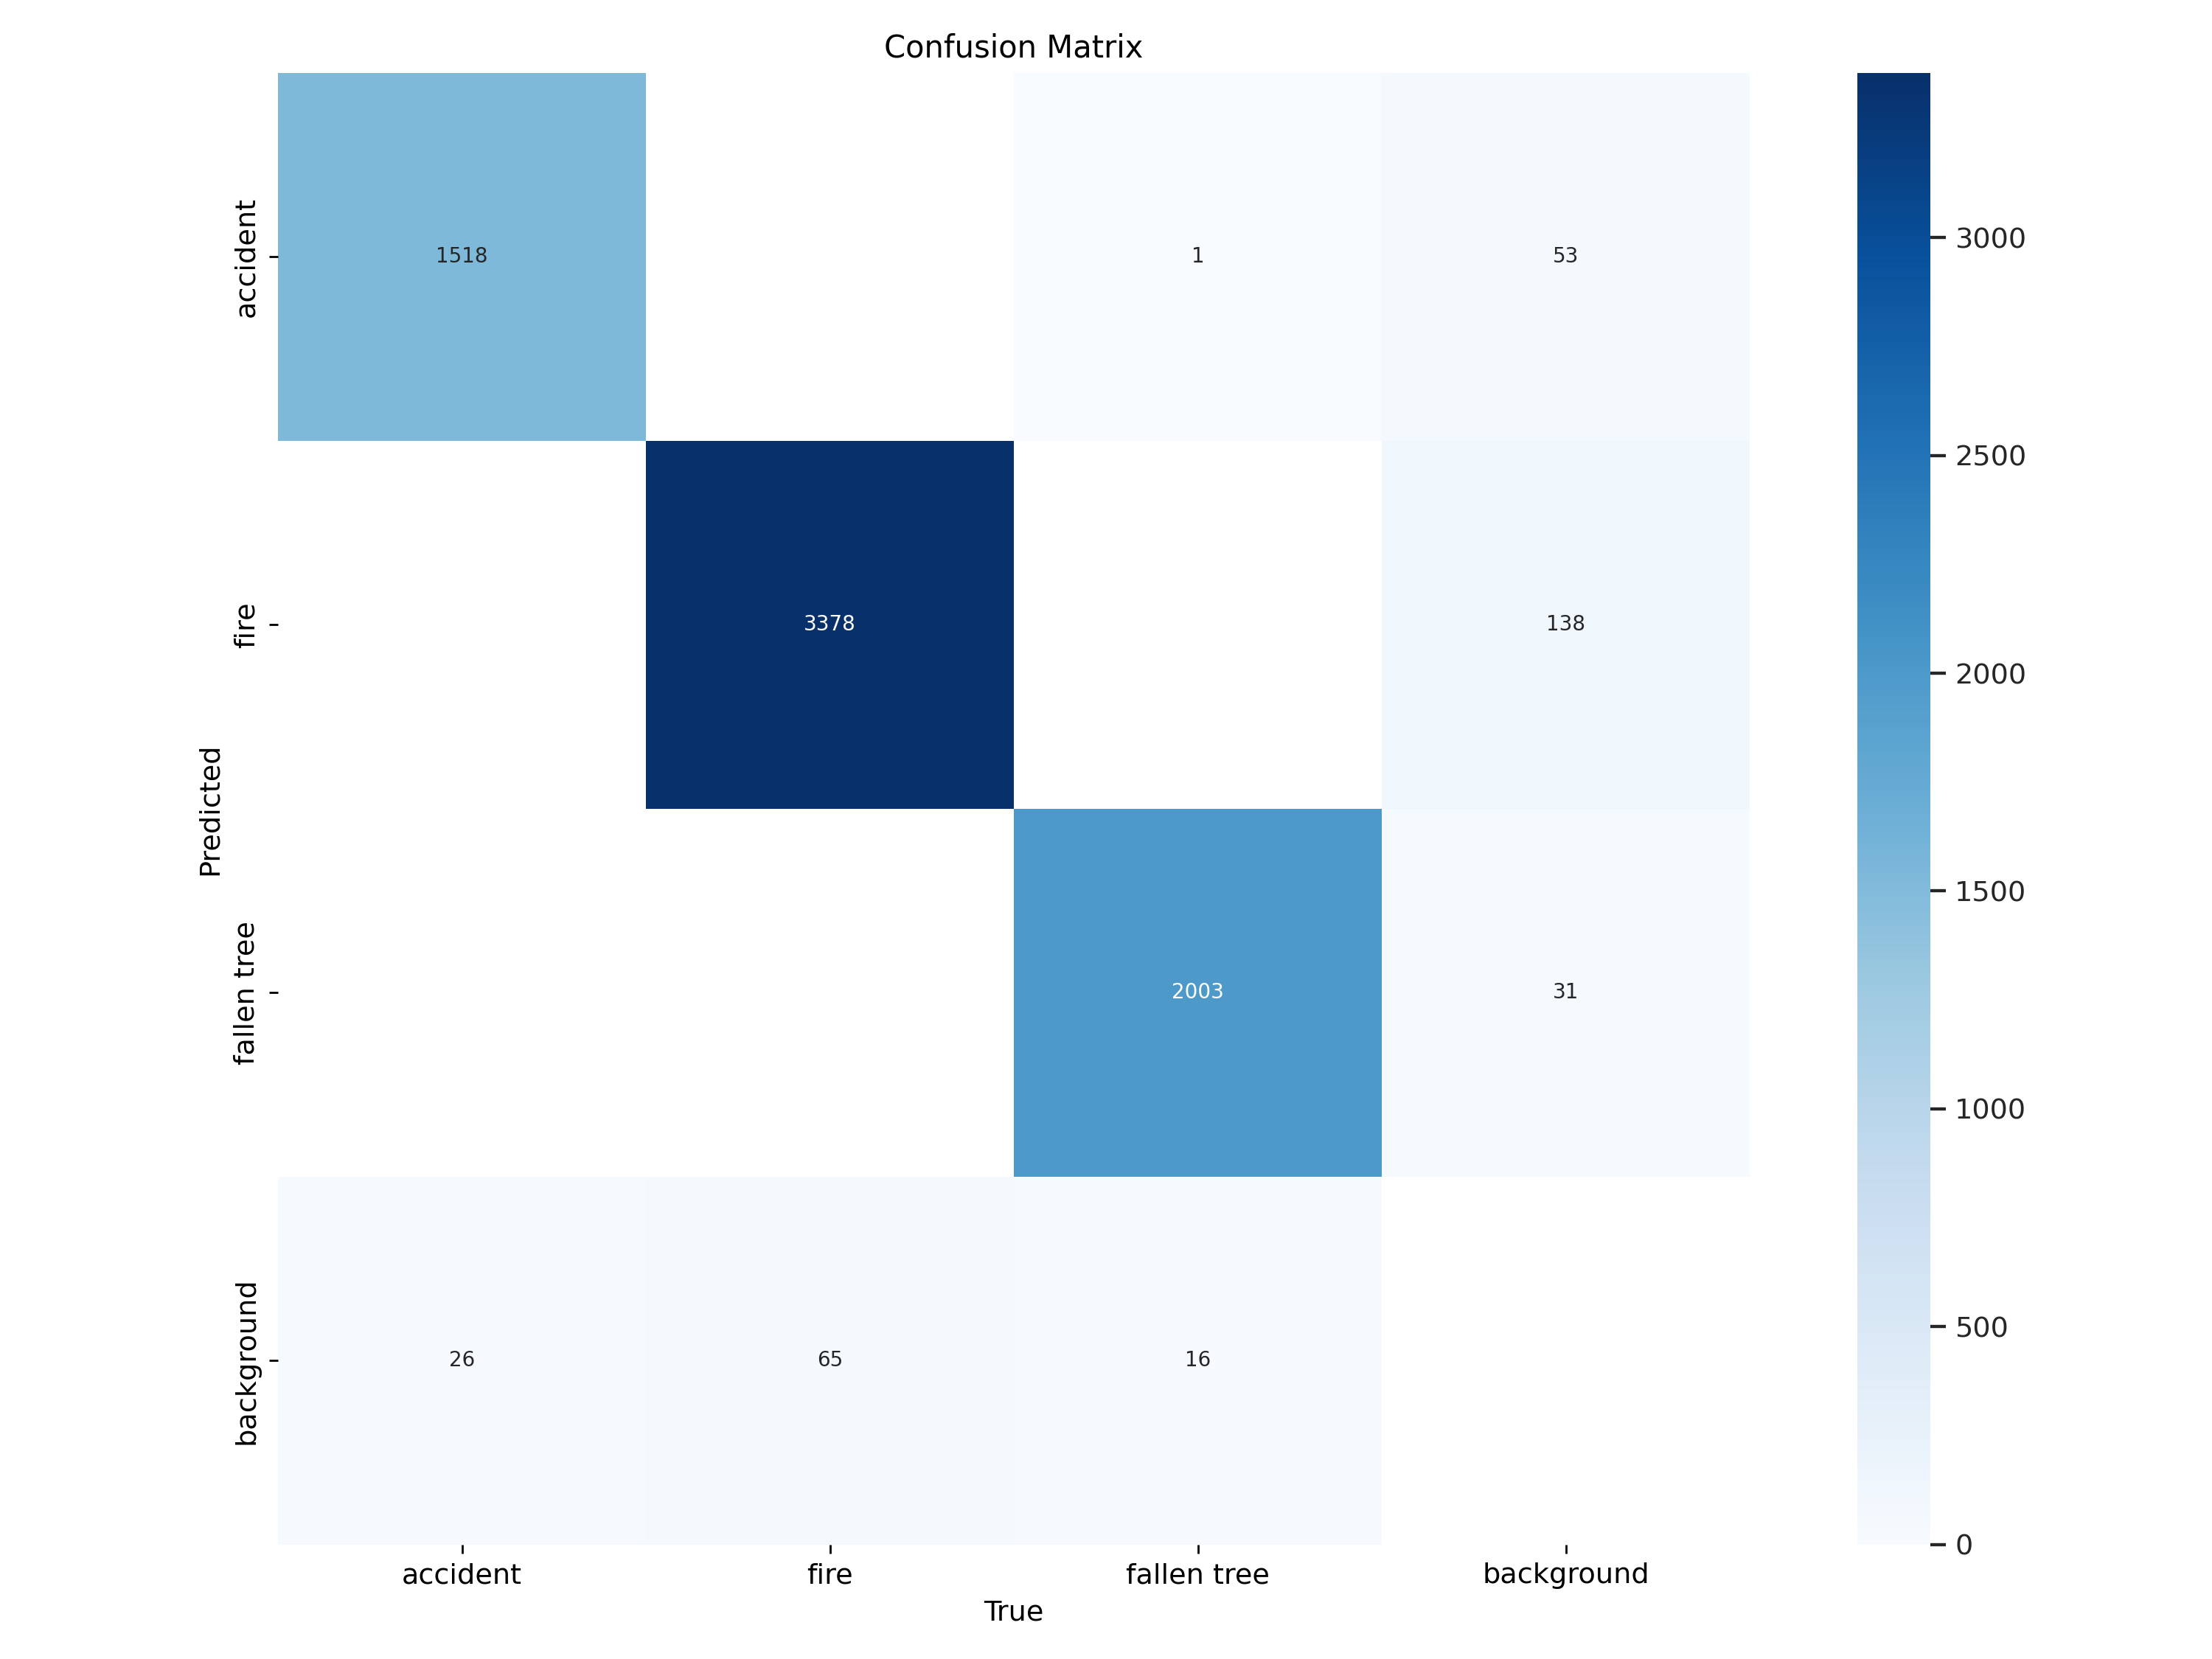 Confusion Matrix
accident
1518
1
53
fire
3378
138
fallen tree
2003
31
background
26
65
16
Predicted
accident
fire
fallen tree
background
True
3000
2500
2000
1500
1000
500
0